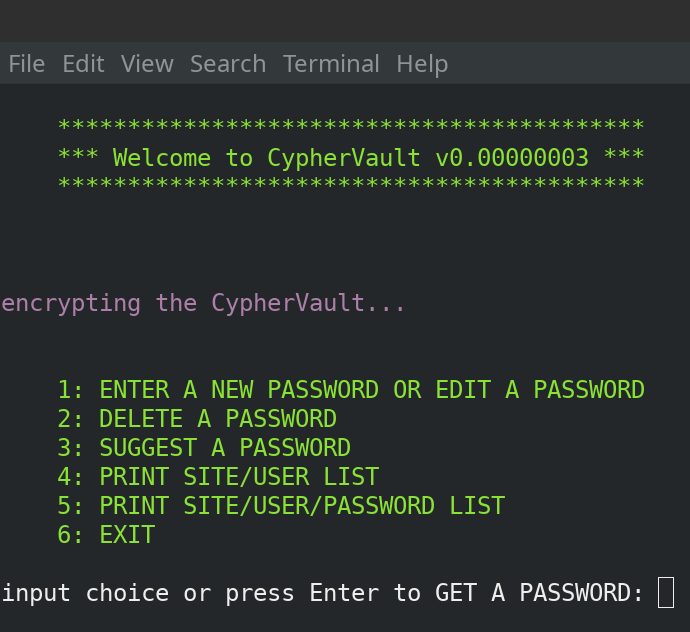 File Edit View Search Terminal Help
******************************************
*** Welcome to CypherVault v0.00000003 ***
******************************************
encrypting the CypherVault...
1: ENTER A NEW PASSWORD OR EDIT A PASSWORD
2: DELETE A PASSWORD
3: SUGGEST A PASSWORD
4: PRINT SITE/USER LIST
5: PRINT SITE/USER/PASSWORD LIST
6: EXIT
input choice or press Enter to GET A PASSWORD: